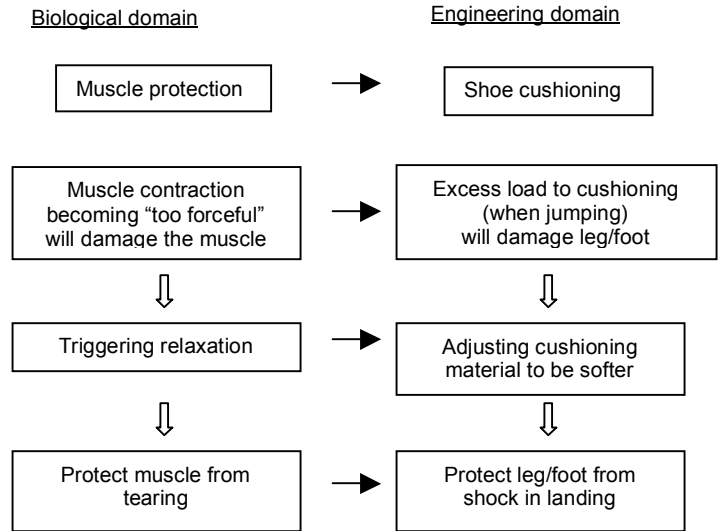 Biological domain
Engineering domain
Muscle protection
Shoe cushioning
Muscle contraction
becoming “too forceful”
will damage the muscle
Excess load to cushioning
(when jumping)
will damage leg/foot
Triggering relaxation
Adjusting cushioning
material to be softer
Protect muscle from
tearing
Protect leg/foot from
shock in landing